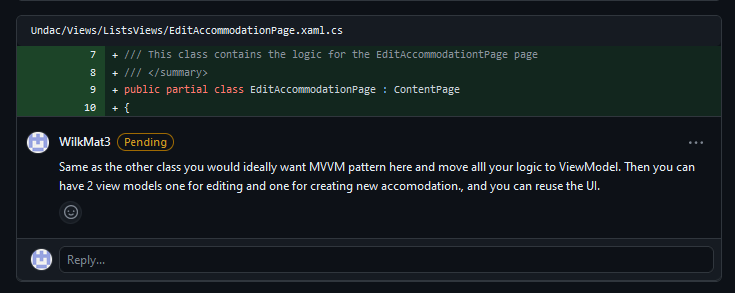 Undac/Views/ListsViews/EditAccommodationPage.xaml.cs
7 + /// This class contains the logic for the EditAccomodationtPage page
8 + /// </summary>
9 + public partial class EditAccommodationPage : ContentPage
10 + {
WilkMat3 Pending ...
Same as the other class you would ideally want MVVM pattern here and move alll your logic to ViewModel. Then you can
have 2 view models one for editing and one for creating new accomodation., and you can reuse the UI.
Reply...